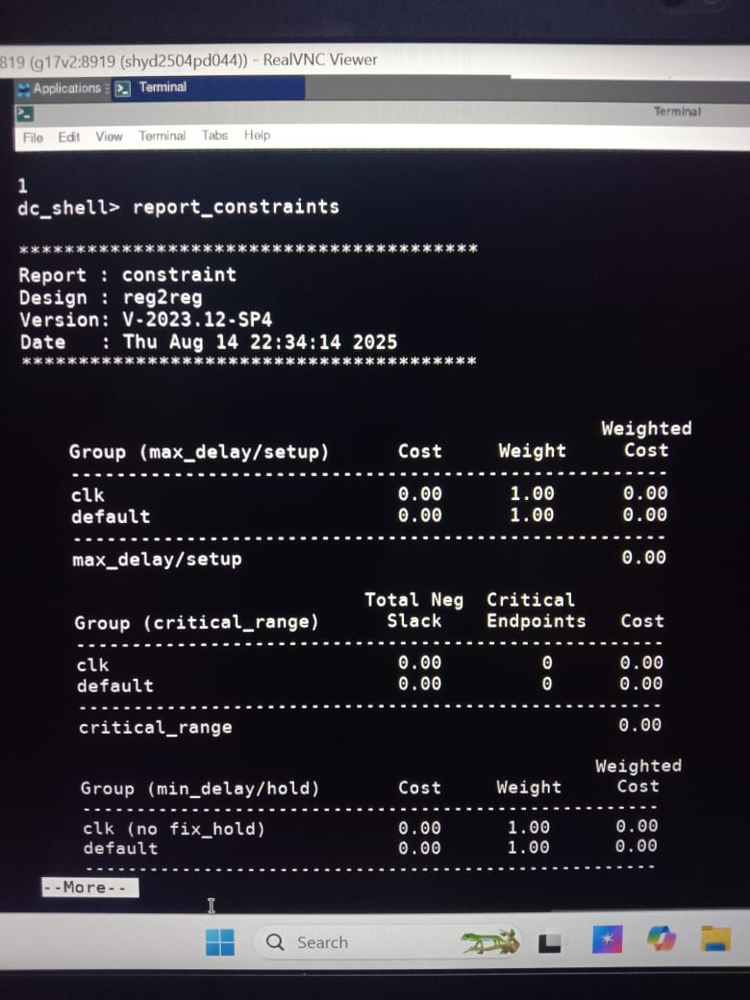 819 (g17v2:8919 (shyd2504pd044)) - RealVNC Viewer
Applications : Terminal
Terminal
File Edit View Terminal Tabs Help
1
dc_shell> report_constraints
****************************************
Report : constraint
Design : reg2reg
Version: V-2023.12-SP4
Date   : Thu Aug 14 22:34:14 2025
****************************************
Weighted
Group (max_delay/setup) Cost Weight Cost
-----------------------------------------------------
clk 0.00 1.00 0.00
default 0.00 1.00 0.00
-----------------------------------------------------
max_delay/setup 0.00
Total Neg Critical
Group (critical_range) Slack Endpoints Cost
-----------------------------------------------------
clk 0.00 0 0.00
default 0.00 0 0.00
-----------------------------------------------------
critical_range 0.00
Weighted
Group (min_delay/hold) Cost Weight Cost
-----------------------------------------------------
clk (no fix_hold) 0.00 1.00 0.00
default 0.00 1.00 0.00
-----------------------------------------------------
--More--
Search